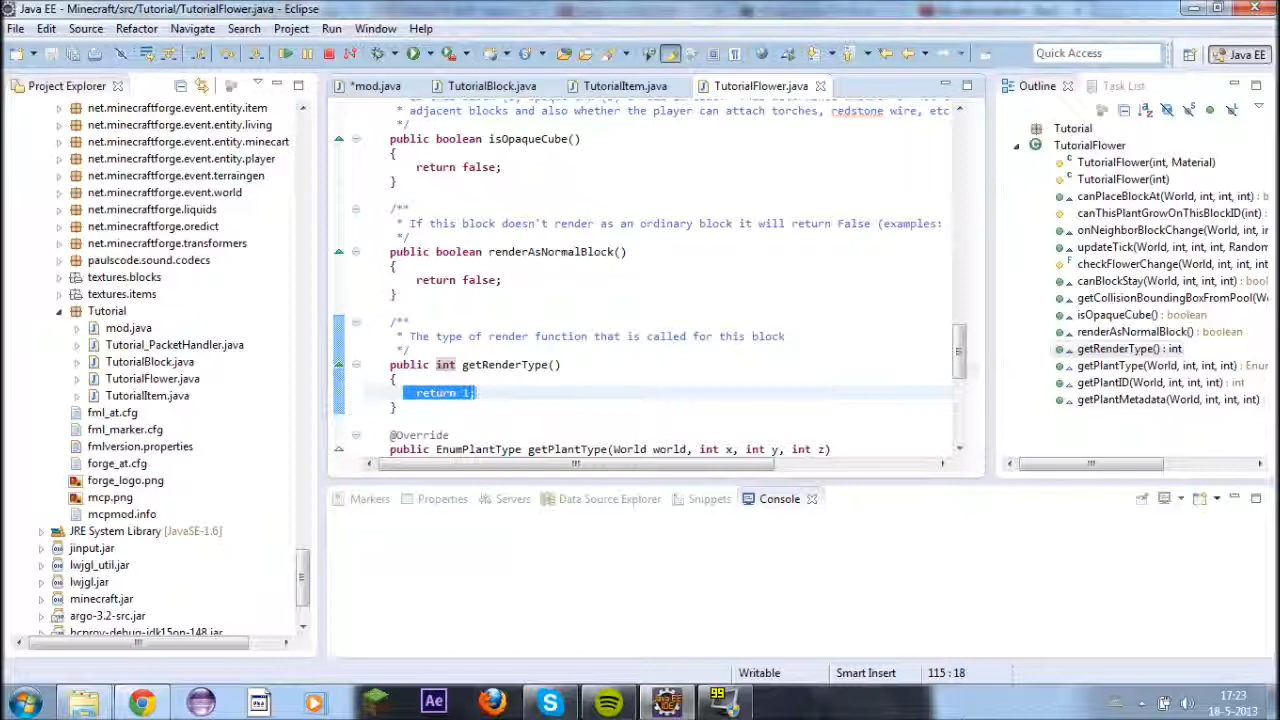 Java EE - Minecraft/src/Tutorial/TutorialFlower.java - Eclipse
File Edit Source Refactor Navigate Search Project Run Window Help
Quick Access
Java EE
Project Explorer
net.minecraftforge.event.entity.item
net.minecraftforge.event.entity.living
net.minecraftforge.event.entity.minecart
net.minecraftforge.event.entity.player
net.minecraftforge.event.terraingen
net.minecraftforge.event.world
net.minecraftforge.liquids
net.minecraftforge.oredict
net.minecraftforge.transformers
paulscode.sound.codecs
textures.blocks
textures.items
Tutorial
mod.java
Tutorial_PacketHandler.java
TutorialBlock.java
TutorialFlower.java
TutorialItem.java
fml_at.cfg
fml_marker.cfg
fmlversion.properties
forge_at.cfg
forge_logo.png
mcp.png
mcpmod.info
JRE System Library [JavaSE-1.6]
jinput.jar
lwjgl_util.jar
lwjgl.jar
minecraft.jar
argo-3.2-src.jar
bcprov-debug-jdk15on-148.jar
*mod.java TutorialBlock.java TutorialItem.java TutorialFlower.java
* adjacent blocks and also whether the player can attach torches, redstone wire, etc
*/
public boolean isOpaqueCube()
{
return false;
}
/**
* If this block doesn't render as an ordinary block it will return False (examples:
*/
public boolean renderAsNormalBlock()
{
return false;
}
/**
* The type of render function that is called for this block
*/
public int getRenderType()
{
return 1;
}
@Override
public EnumPlantType getPlantType(World world, int x, int y, int z)
Outline Task List
Tutorial
TutorialFlower
TutorialFlower(int, Material)
TutorialFlower(int)
canPlaceBlockAt(World, int, int, int) :
canThisPlantGrowOnThisBlockID(int)
onNeighborBlockChange(World, int, i
updateTick(World, int, int, int, Random
checkFlowerChange(World, int, int, int
canBlockStay(World, int, int, int) : bool
getCollisionBoundingBoxFromPool(W
isOpaqueCube() : boolean
renderAsNormalBlock() : boolean
getRenderType() : int
getPlantType(World, int, int, int) : Enum
getPlantID(World, int, int, int) : int
getPlantMetadata(World, int, int, int)
Markers Properties Servers Data Source Explorer Snippets Console
Writable Smart Insert 115 : 18
Ae
99
17:23
18-5-2013